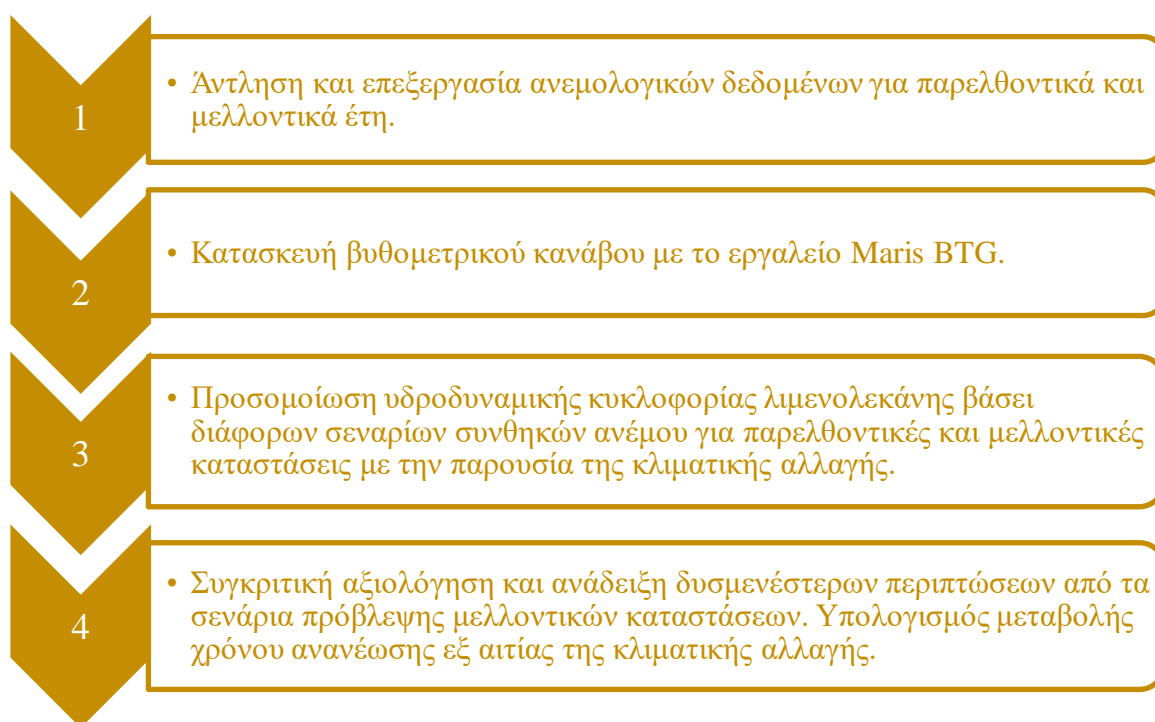 1
• Άντληση και επεξεργασία ανεμολογικών δεδομένων για παρελθοντικά και
μελλοντικά έτη.
2
• Κατασκευή βυθομετρικού κανάβου με το εργαλείο Maris BTG.
3
• Προσομοίωση υδροδυναμικής κυκλοφορίας λιμενολεκάνης βάσει
διάφορων σεναρίων συνθηκών ανέμου για παρελθοντικές και μελλοντικές
καταστάσεις με την παρουσία της κλιματικής αλλαγής.
4
• Συγκριτική αξιολόγηση και ανάδειξη δυσμενέστερων περιπτώσεων από τα
σενάρια πρόβλεψης μελλοντικών καταστάσεων. Υπολογισμός μεταβολής
χρόνου ανανέωσης εξ αιτίας της κλιματικής αλλαγής.